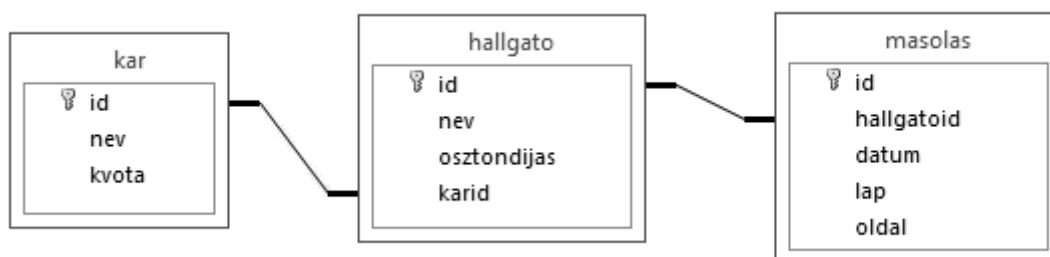 kar
id
nev
kvota
hallgato
id
nev
osztondijas
karid
masolas
id
hallgatoid
datum
lap
oldal